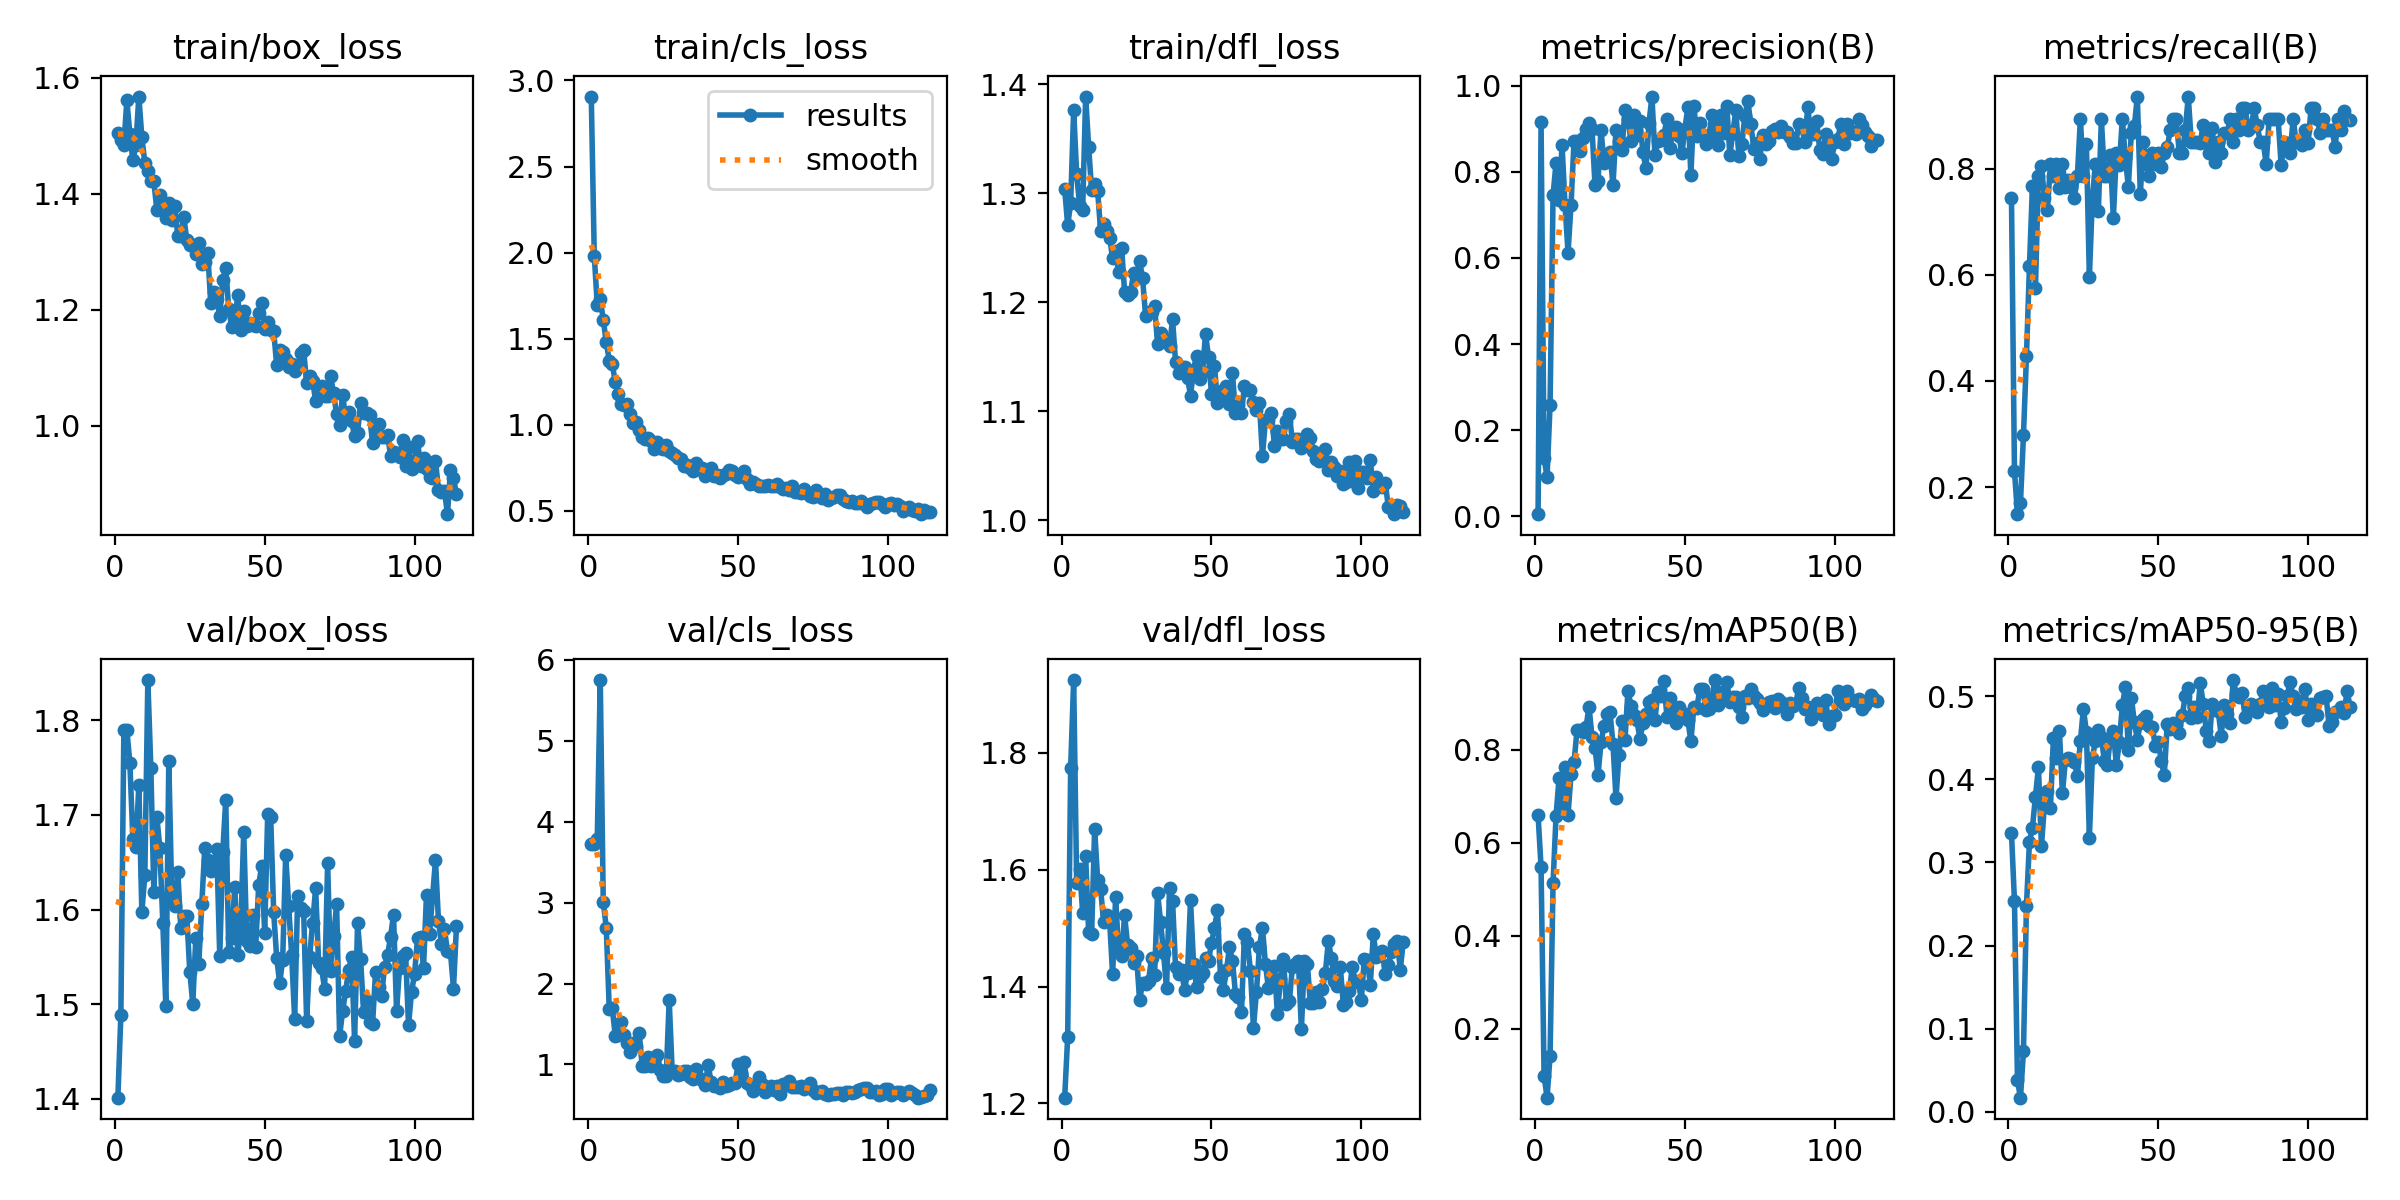 train/box_loss
train/cls_loss
train/dfl_loss
metrics/precision(B)
metrics/recall(B)
1.6
1.4
1.2
1.0
0 50 100
3.0
2.5
2.0
1.5
1.0
0.5
0 50 100
results
smooth
1.4
1.3
1.2
1.1
1.0
0 50 100
1.0
0.8
0.6
0.4
0.2
0.0
0 50 100
0.8
0.6
0.4
0.2
0 50 100
val/box_loss
val/cls_loss
val/dfl_loss
metrics/mAP50(B)
metrics/mAP50-95(B)
1.8
1.7
1.6
1.5
1.4
0 50 100
6
5
4
3
2
1
0 50 100
1.8
1.6
1.4
1.2
0 50 100
0.8
0.6
0.4
0.2
0 50 100
0.5
0.4
0.3
0.2
0.1
0.0
0 50 100